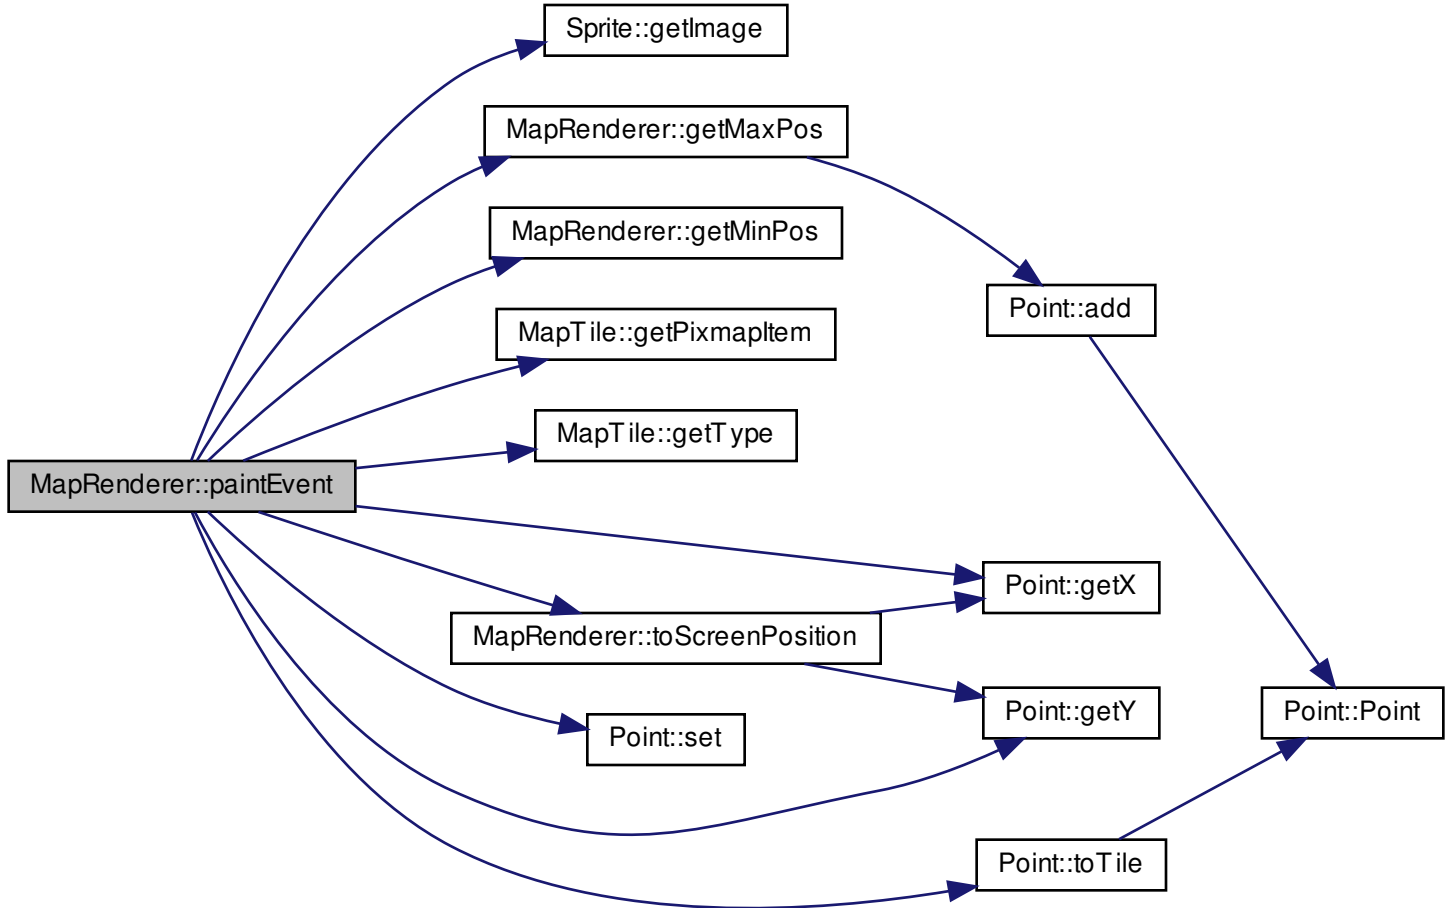 Sprite::getImage
MapRenderer::getMaxPos
MapRenderer::getMinPos
Point::add
MapTile::getPixmapItem
MapTile::getType
MapRenderer::paintEvent
Point::getX
MapRenderer::toScreenPosition
Point::getY
Point::Point
Point::set
Point::toTile